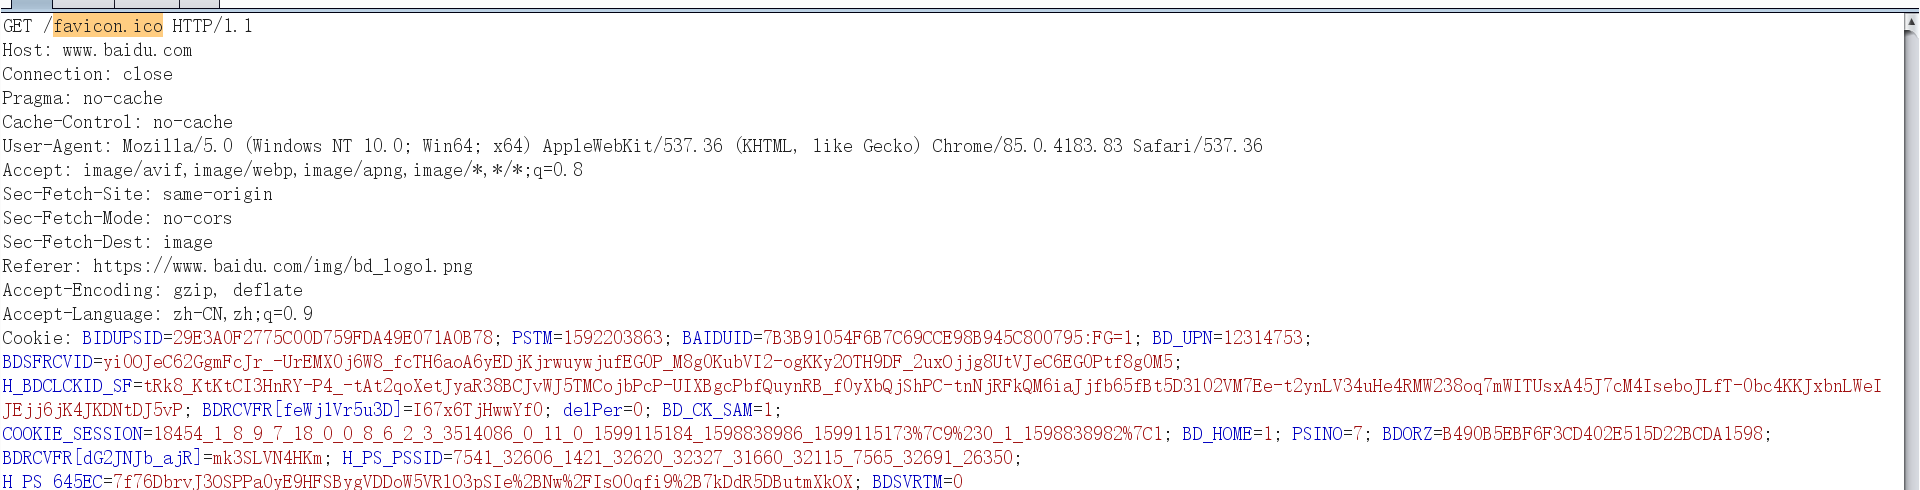 GET /favicon.ico HTTP/1.1
Host: www.baidu.com
Connection: close
Pragma: no-cache
Cache-Control: no-cache
User-Agent: Mozilla/5.0 (Windows NT 10.0; Win64; x64) AppleWebKit/537.36 (KHTML, like Gecko) Chrome/85.0.4183.83 Safari/537.36
Accept: image/avif,image/webp,image/apng,image/*,*/*;q=0.8
Sec-Fetch-Site: same-origin
Sec-Fetch-Mode: no-cors
Sec-Fetch-Dest: image
Referer: https://www.baidu.com/img/bd_logo1.png
Accept-Encoding: gzip, deflate
Accept-Language: zh-CN,zh;q=0.9
Cookie: BIDUPSID=29E3A0F2775C00D759FDA49E071A0B78; PSTM=1592203863; BAIDUID=7B3B91054F6B7C69CCE98B945C800795:FG=1; BD_UPN=12314753;
BDSFRCVID=yi0OJeC62GgmFcJr_-UrEMX0j6W8_fcTH6aoA6yEDjKjrwuywjufEG0P_M8g0KubVI2-ogKKy2OTH9DF_2uxOjjg8UtVJeC6EG0Ptf8g0M5;
H_BDCLCKID_SF=tRk8_KtKtCI3HnRY-P4_-tAt2qoXetJyaR38BCJvWJ5TMCojbPcP-UIXBgcPbfQuynRB_f0yXbQjShPC-tnNjRFkQM6iaJjfb65fBt5D3l02VM7Ee-t2ynLV34uHe4RMW238oq7mWITUsxA45J7cM4IseboJLfT-0bc4KKJxbnLWeI
JEjj6jK4JKDNtDJ5vP; BDRCVFR[feWj1Vr5u3D]=I67x6TjHwwYf0; delPer=0; BD_CK_SAM=1;
COOKIE_SESSION=18454_1_8_9_7_18_0_0_8_6_2_3_3514086_0_11_0_1599115184_1598838986_1599115173%7C9%230_1_1598838982%7C1; BD_HOME=1; PSINO=7; BDORZ=B490B5EBF6F3CD402E515D22BCDA1598;
BDRCVFR[dG2JNJb_ajR]=mk3SLVN4HKm; H_PS_PSSID=7541_32606_1421_32620_32327_31660_32115_7565_32691_26350;
H_PS_645EC=7f76DbrvJ3OSPPa0yE9HFSBygVDDoW5VR1O3pSIe%2BNw%2FIsO0qfi9%2B7kDdR5DButmXkOX; BDSVRTM=0